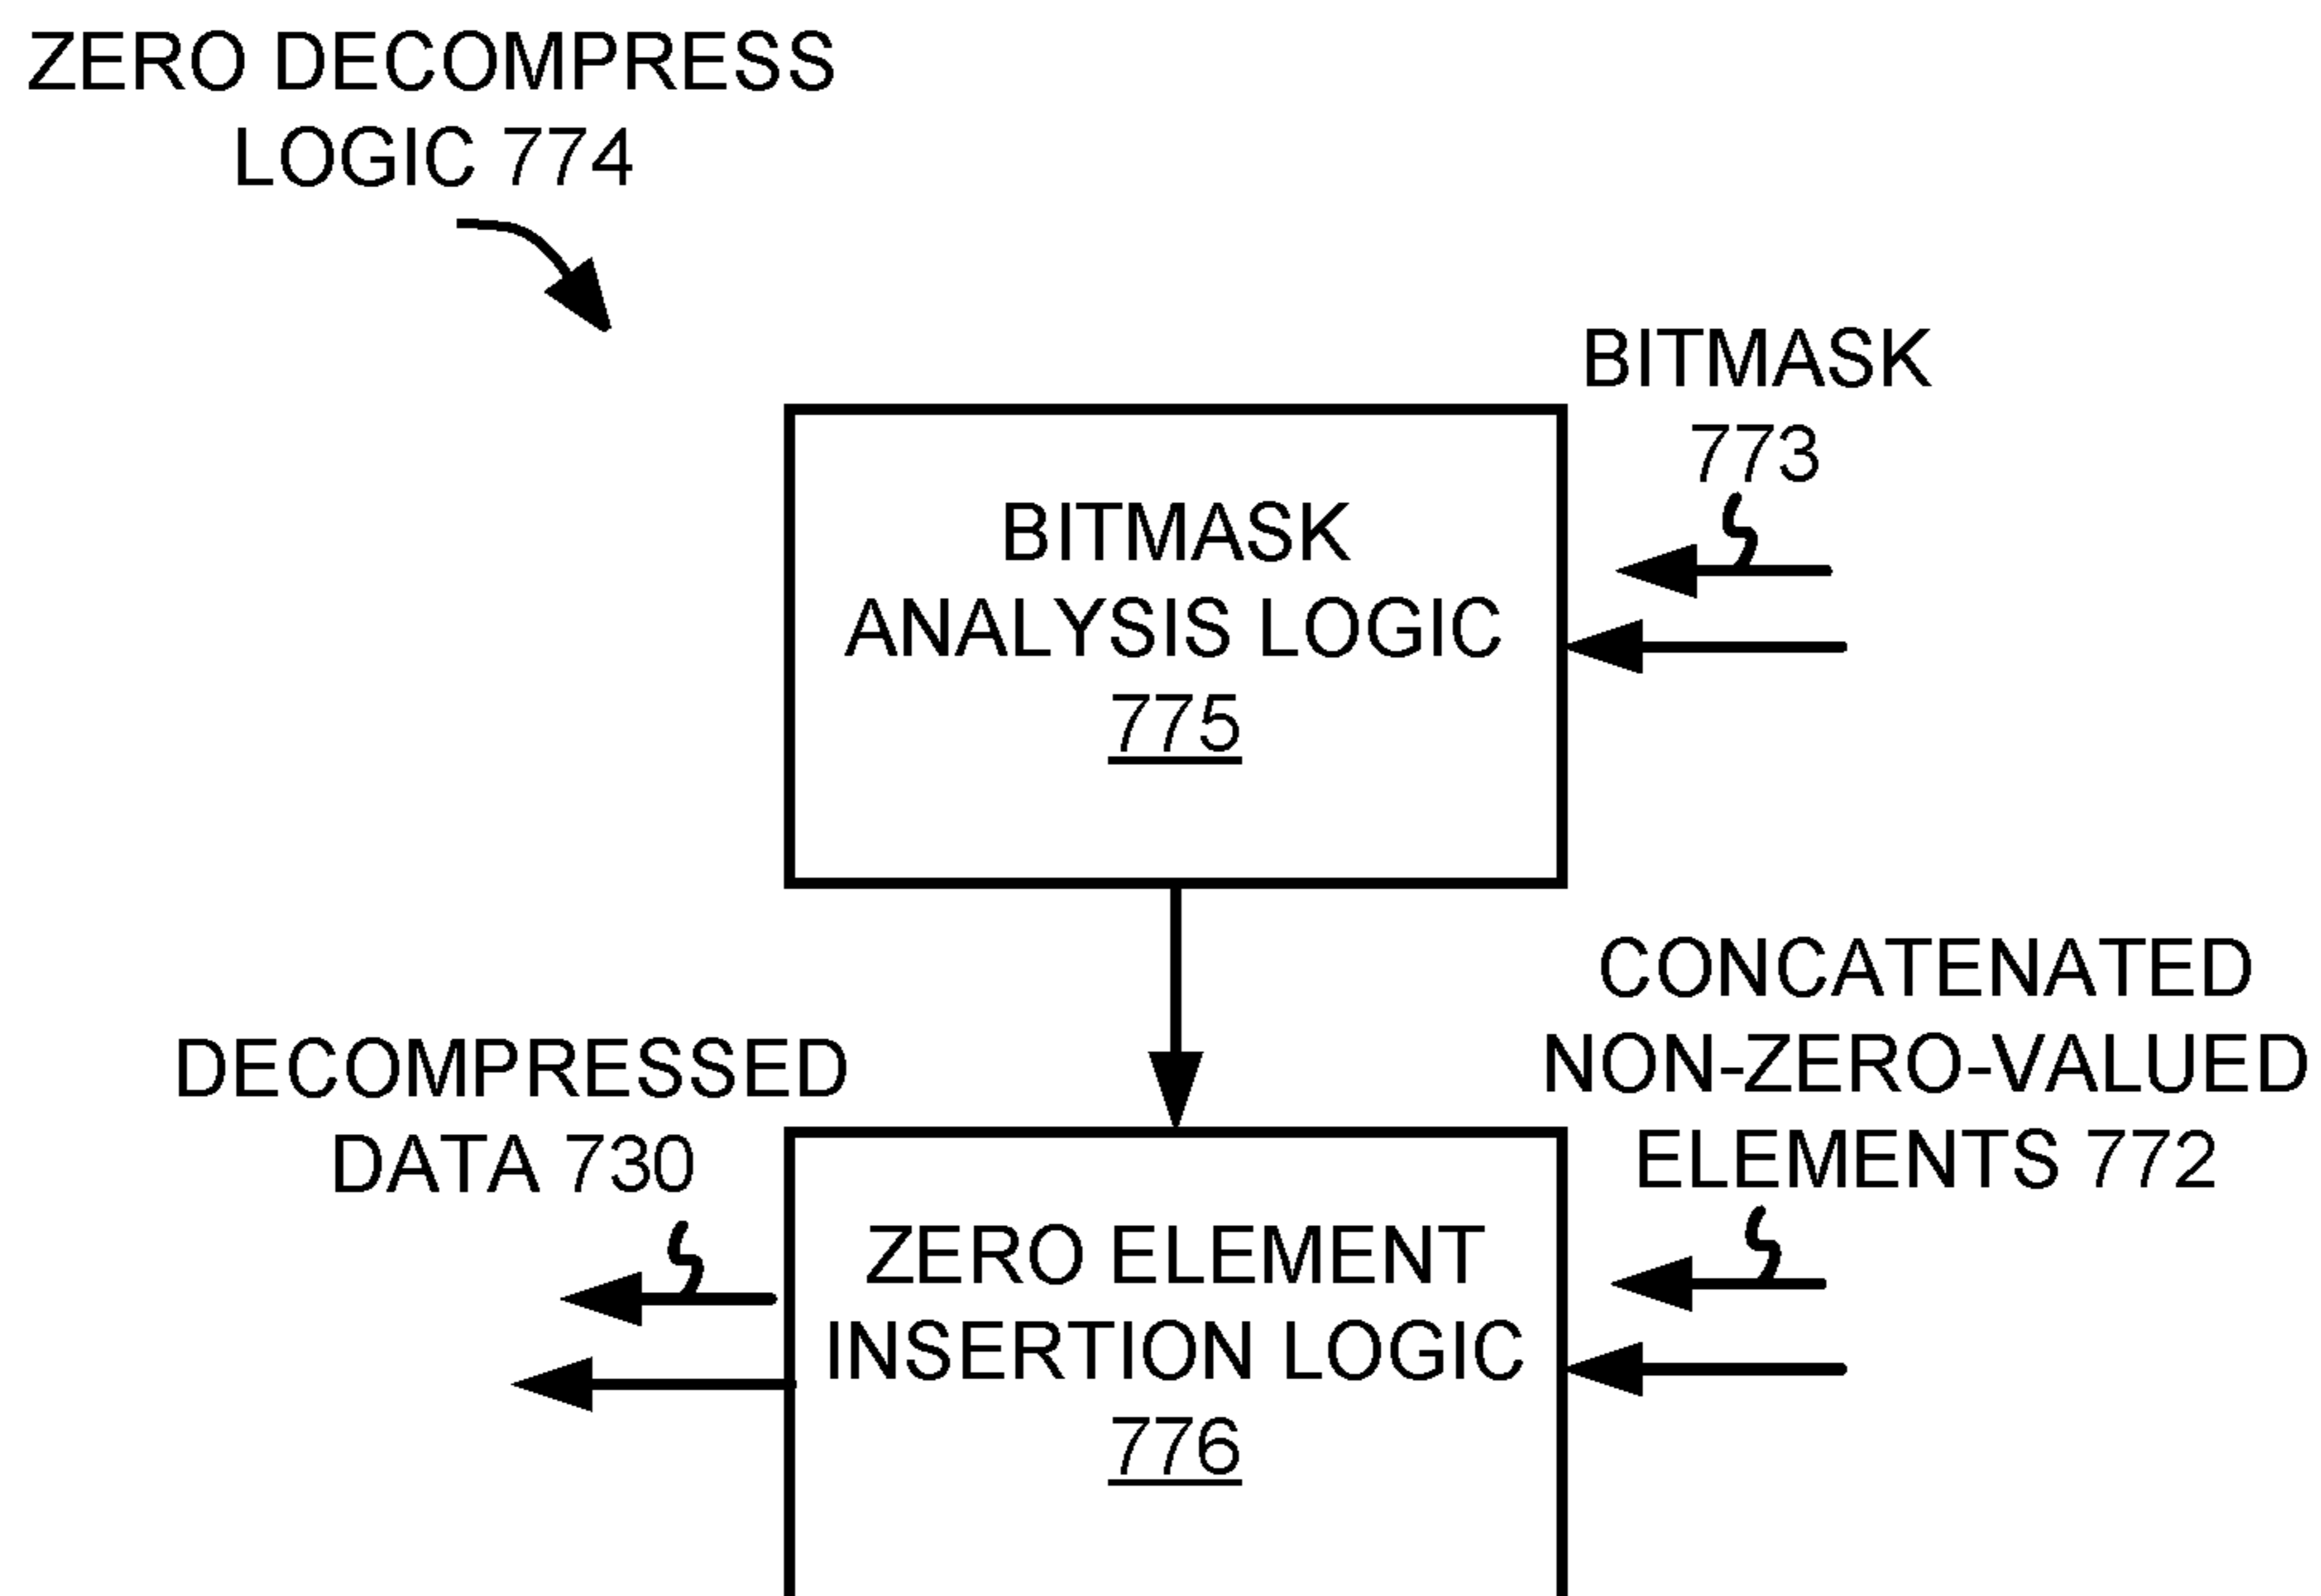 ZERO DECOMPRESS
LOGIC 774
BITMASK
773
BITMASK
ANALYSIS LOGIC
775
CONCATENATED
NON-ZERO-VALUED
ELEMENTS 772
DECOMPRESSED
DATA 730
ZERO ELEMENT
INSERTION LOGIC
776